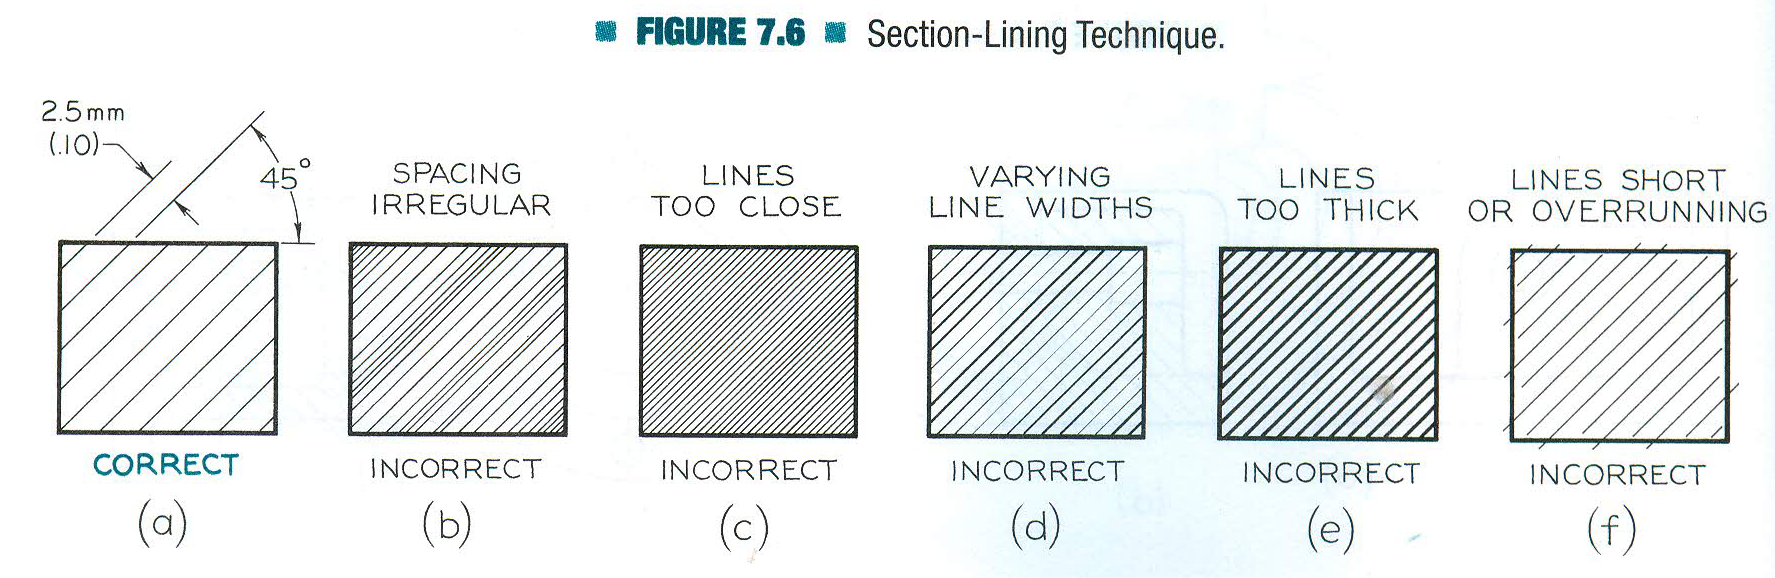 FIGURE 7.6 Section-Lining Technique.
2.5mm
(.10)
45°
CORRECT
(a)
SPACING
IRREGULAR
INCORRECT
(b)
LINES
TOO CLOSE
INCORRECT
(c)
VARYING
LINE WIDTHS
INCORRECT
(d)
LINES
TOO THICK
INCORRECT
(e)
LINES SHORT
OR OVERRUNNING
INCORRECT
(f)